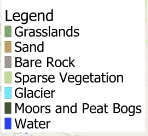 Legend
Grasslands
Sand
Bare Rock
Sparse Vegetation
Glacier
Moors and Peat Bogs
Water